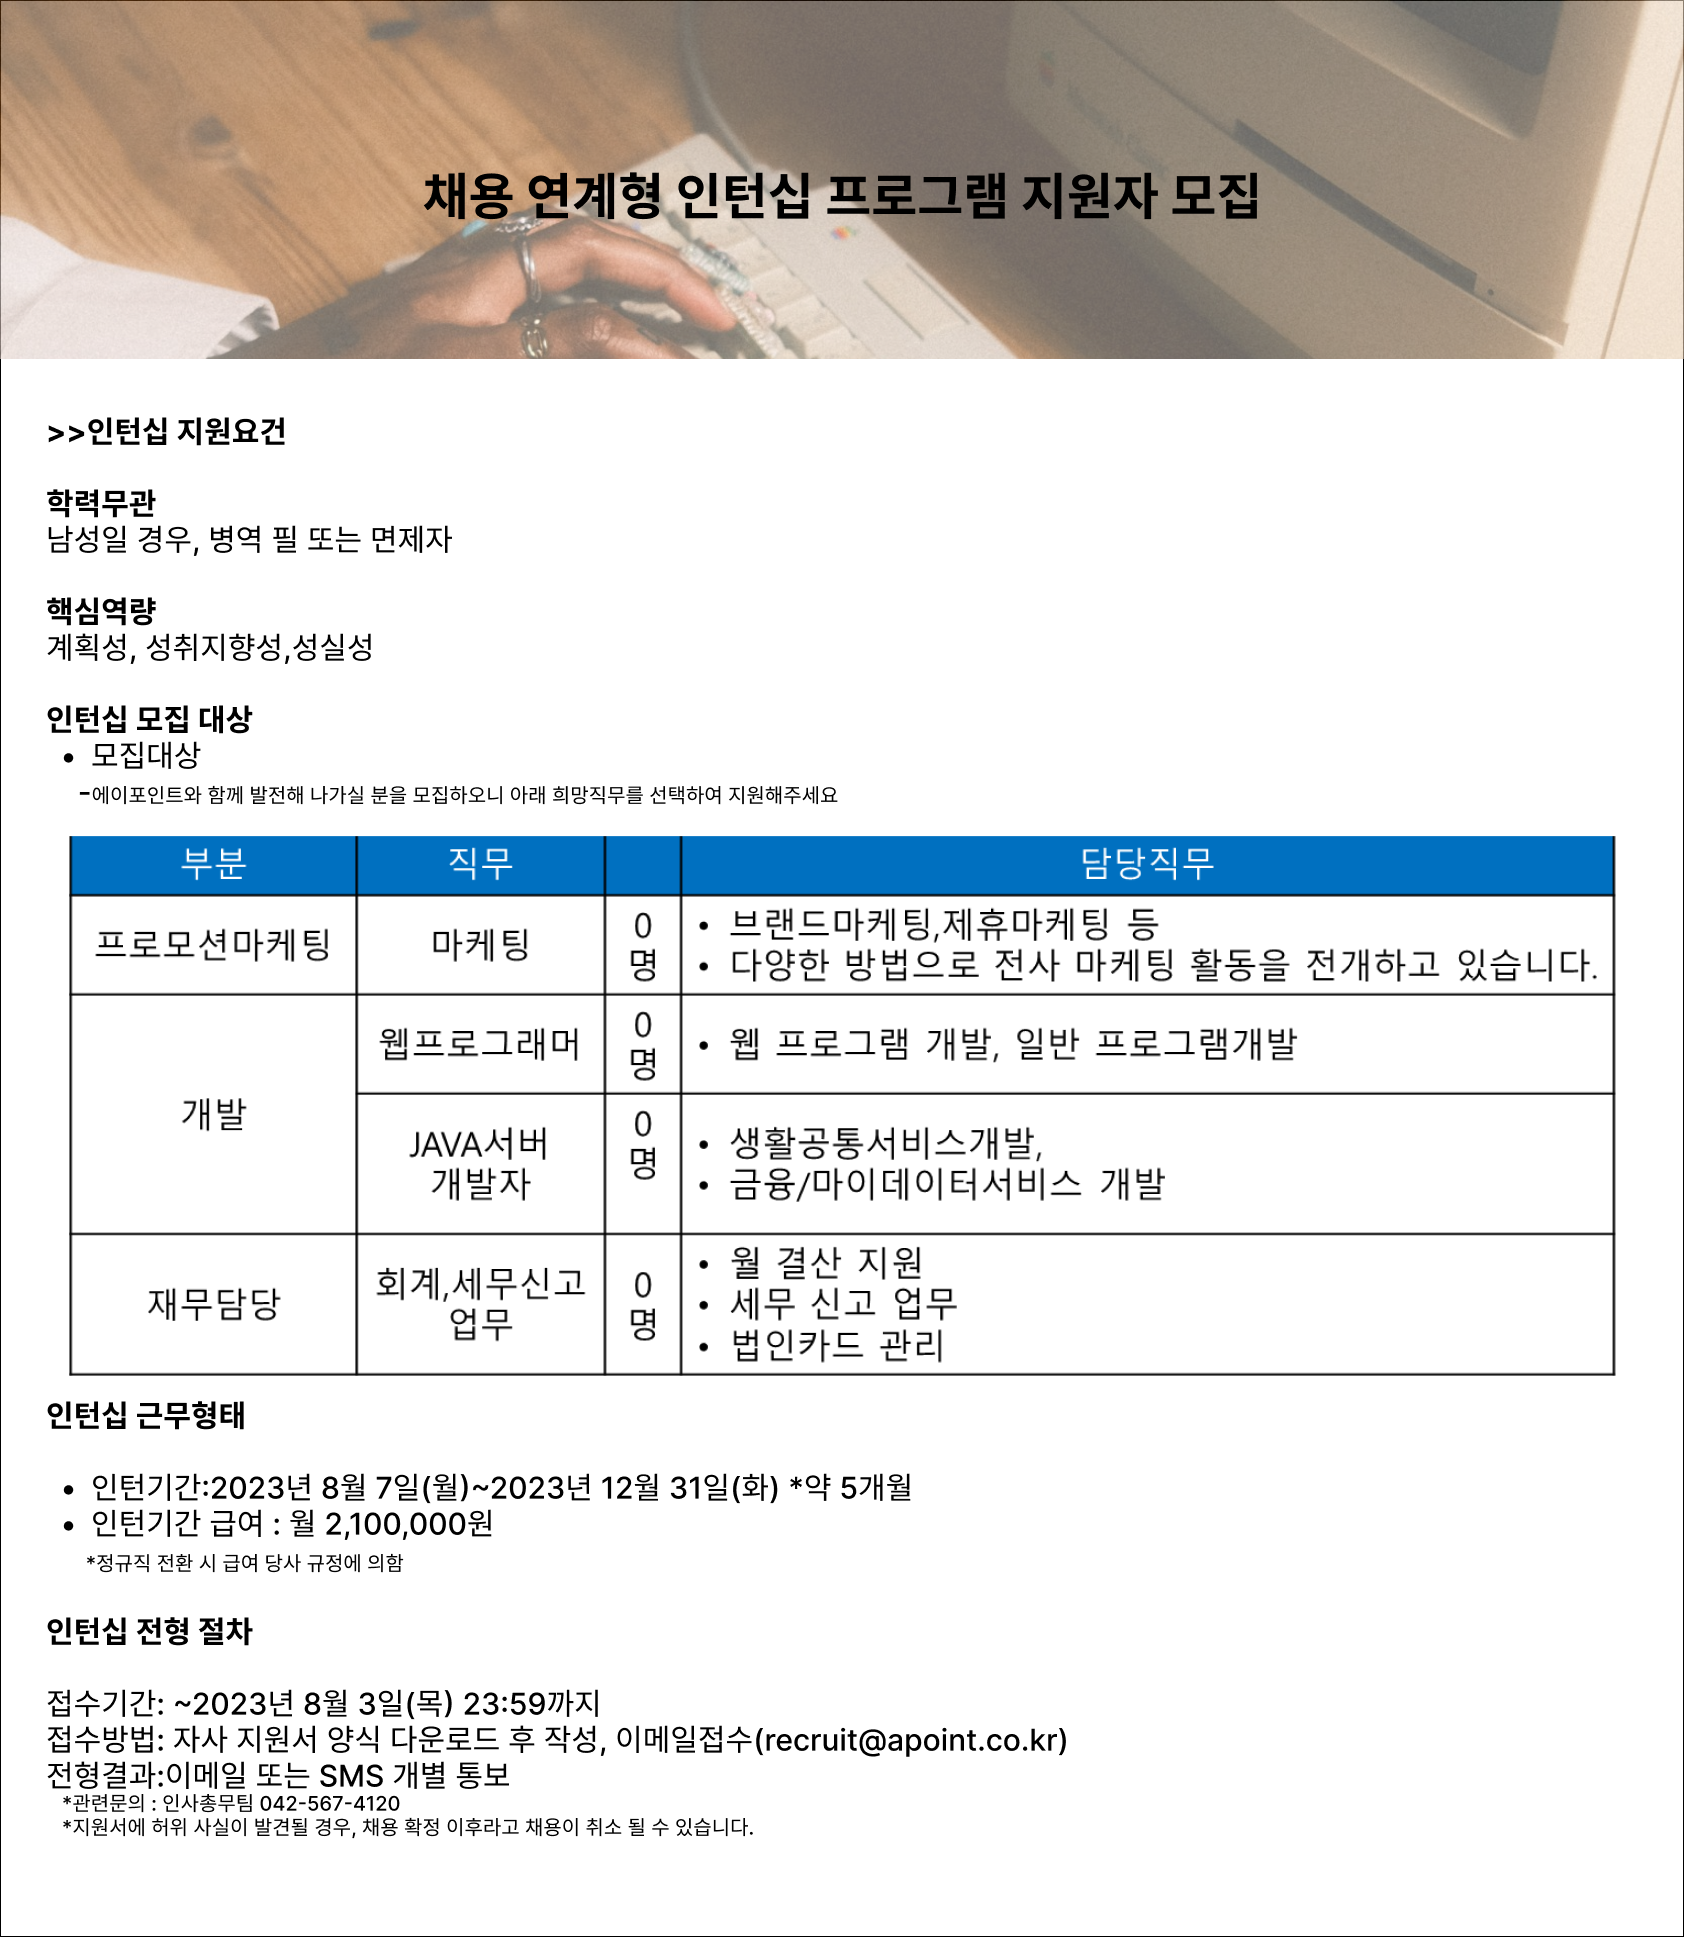 채용 연계형 인턴십 프로그램 지원자 모집
>>인턴십 지원요건
학력무관
남성일 경우, 병역 필 또는 면제자
핵심역량
계획성, 성취지향성,성실성
인턴십 모집 대상
• 모집대상
-에이포인트와 함께 발전해 나가실 분을 모집하오니 아래 희망직무를 선택하여 지원해주세요
부분 직무 담당직무
프로모션마케팅 마케팅 0
명
• 브랜드마케팅,제휴마케팅 등
• 다양한 방법으로 전사 마케팅 활동을 전개하고 있습니다.
개발
웹프로그래머 0
명
• 웹 프로그램 개발, 일반 프로그램개발
JAVA서버
개발자
0
명
• 생활공통서비스개발,
• 금융/마이데이터서비스 개발
재무담당
회계,세무신고
업무
0
명
• 월 결산 지원
• 세무 신고 업무
• 법인카드 관리
인턴십 근무형태
• 인턴기간:2023년 8월 7일(월)~2023년 12월 31일(화) *약 5개월
• 인턴기간 급여 : 월 2,100,000원
*정규직 전환 시 급여 당사 규정에 의함
인턴십 전형 절차
접수기간: ~2023년 8월 3일(목) 23:59까지
접수방법: 자사 지원서 양식 다운로드 후 작성, 이메일접수(recruit@apoint.co.kr)
전형결과:이메일 또는 SMS 개별 통보
*관련문의 : 인사총무팀 042-567-4120
*지원서에 허위 사실이 발견될 경우, 채용 확정 이후라고 채용이 취소 될 수 있습니다.